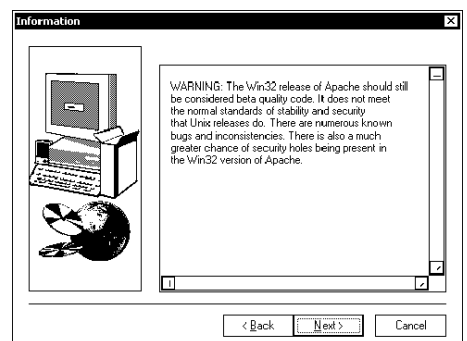 Information
WARNING: The Win32 release of Apache should still
be considered beta quality code. It does not meet
the normal standards of stability and security
that Unix releases do. There are numerous known
bugs and inconsistencies. There is also a much
greater chance of security holes being present in
the Win32 version of Apache.
< Back
Next >
Cancel